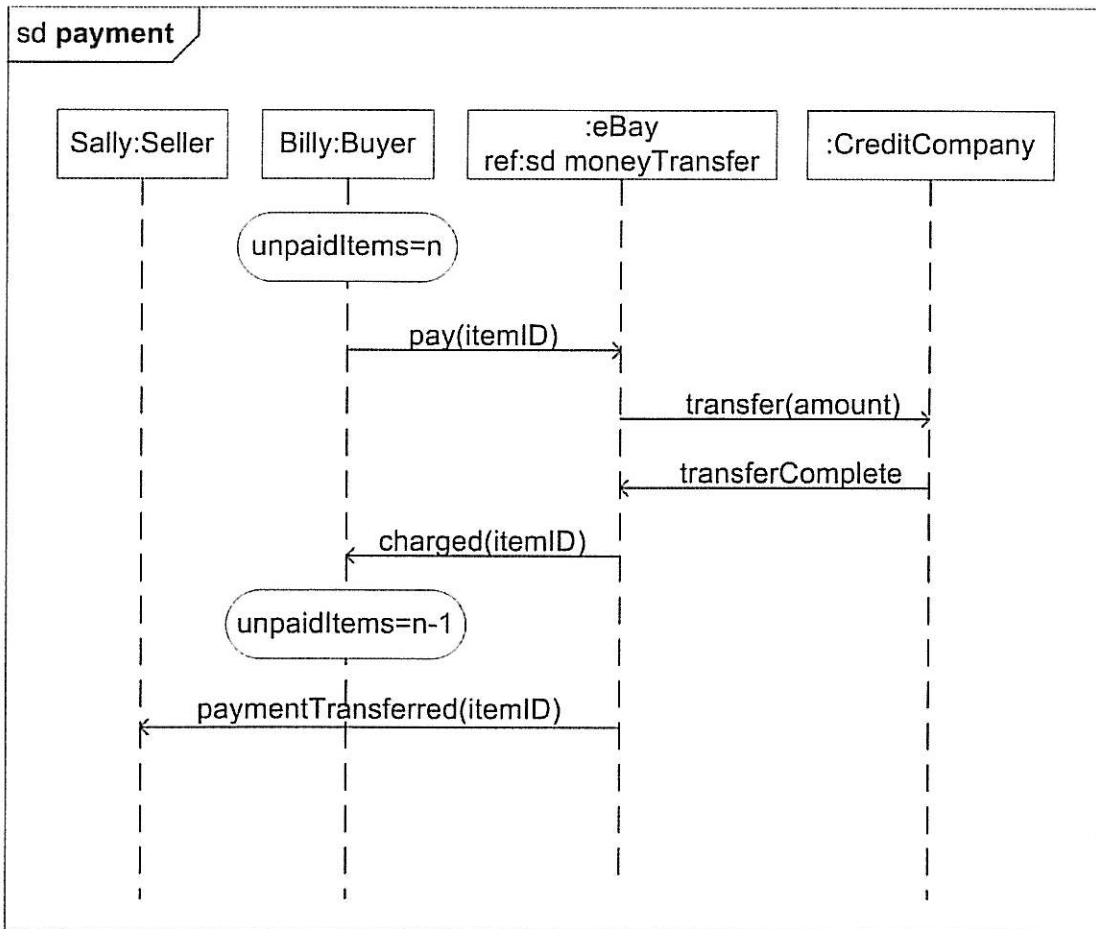 sd payment
Sally:Seller
Billy:Buyer
:eBay
ref:sd moneyTransfer
:CreditCompany
unpaidItems=n
pay(itemID)
transfer(amount)
transferComplete
charged(itemID)
unpaidItems=n-1
paymentTransferred(itemID)